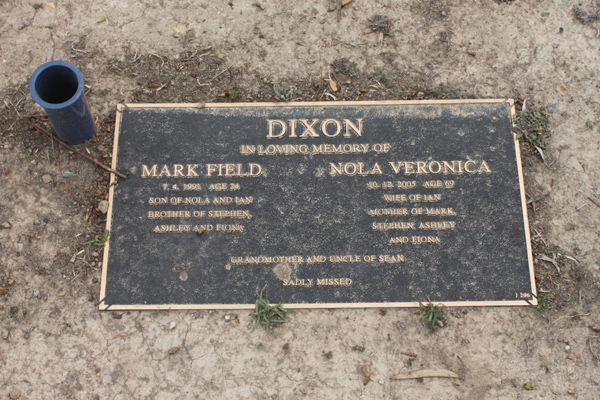 DIXON
IN LOVING MEMORY OF
MARK FIELD NOLA VERONICA
7. 4. 1991 AGE 24 10. 12. 2005 AGE 69
SON OF NOLA AND IAN WIFE OF IAN
BROTHER OF STEPHEN, MOTHER OF MARK,
ASHLEY AND FIONA STEPHEN, ASHLEY
AND FIONA
GRANDMOTHER AND UNCLE OF SEAN
SADLY MISSED